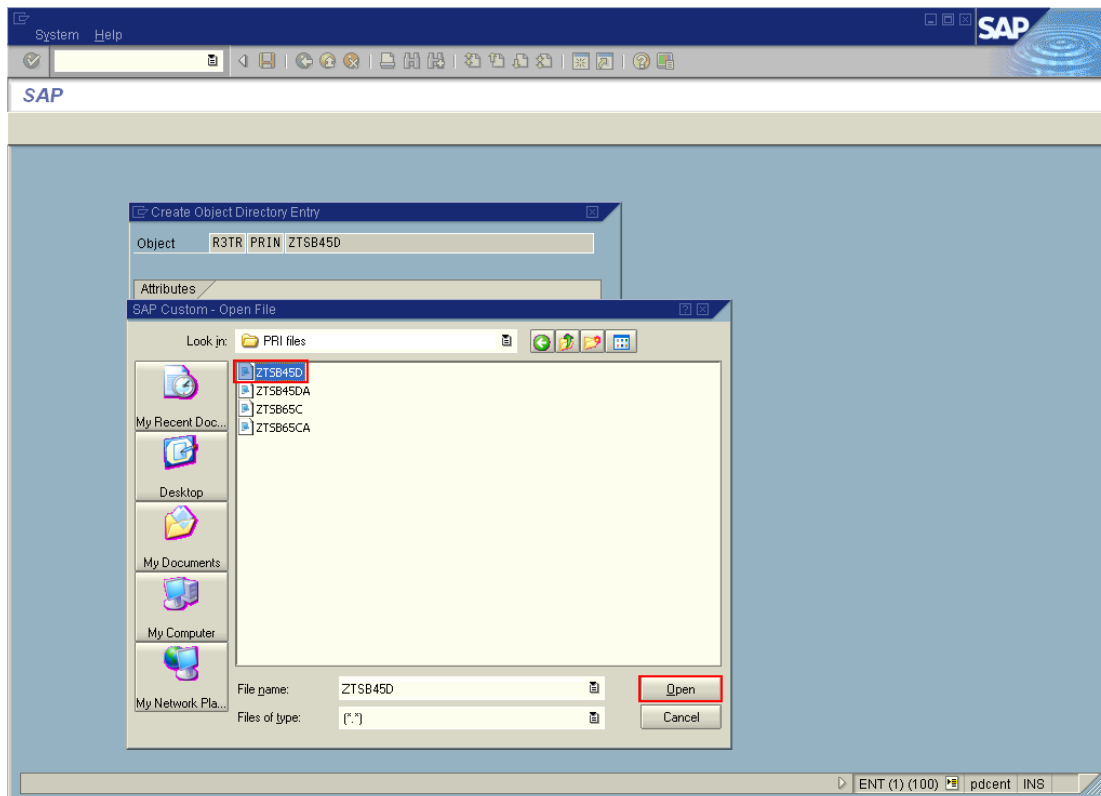 System Help
SAP
SAP
Create Object Directory Entry
Object R3TR PRIN ZTSB45D
Attributes
SAP Custom - Open File
Look in: PRI files
ZTSB45D
ZTSB45DA
ZTSB65C
ZTSB65CA
My Recent Doc...
Desktop
My Documents
My Computer
My Network Pla...
File name: ZTSB45D Open
Files of type: (*.*) Cancel
ENT (1) (100) pdcent INS